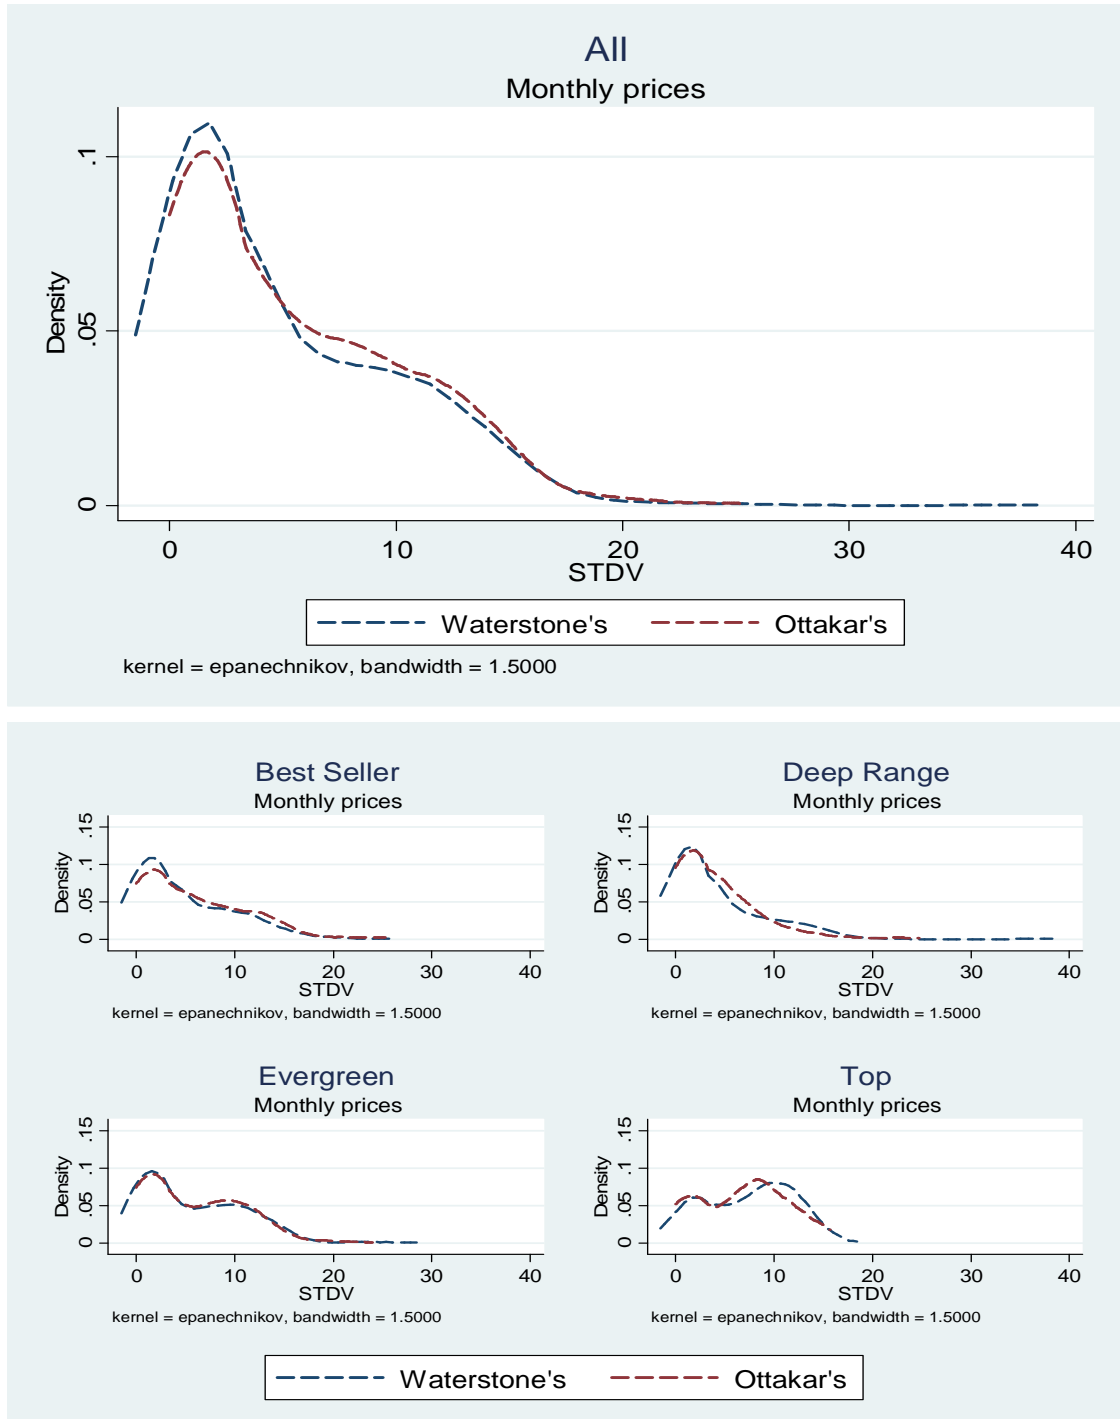 All
Monthly prices
Density
.1
.05
0
0 10 20 30 40
STDV
Waterstone's Ottakar's
kernel = epanechnikov, bandwidth = 1.5000
Best Seller
Monthly prices
Density
.15
.1
.05
0
0 10 20 30 40
STDV
kernel = epanechnikov, bandwidth = 1.5000
Deep Range
Monthly prices
Density
.15
.1
.05
0
0 10 20 30 40
STDV
kernel = epanechnikov, bandwidth = 1.5000
Evergreen
Monthly prices
Density
.15
.1
.05
0
0 10 20 30 40
STDV
kernel = epanechnikov, bandwidth = 1.5000
Top
Monthly prices
Density
.15
.1
.05
0
0 10 20 30 40
STDV
kernel = epanechnikov, bandwidth = 1.5000
Waterstone's Ottakar's